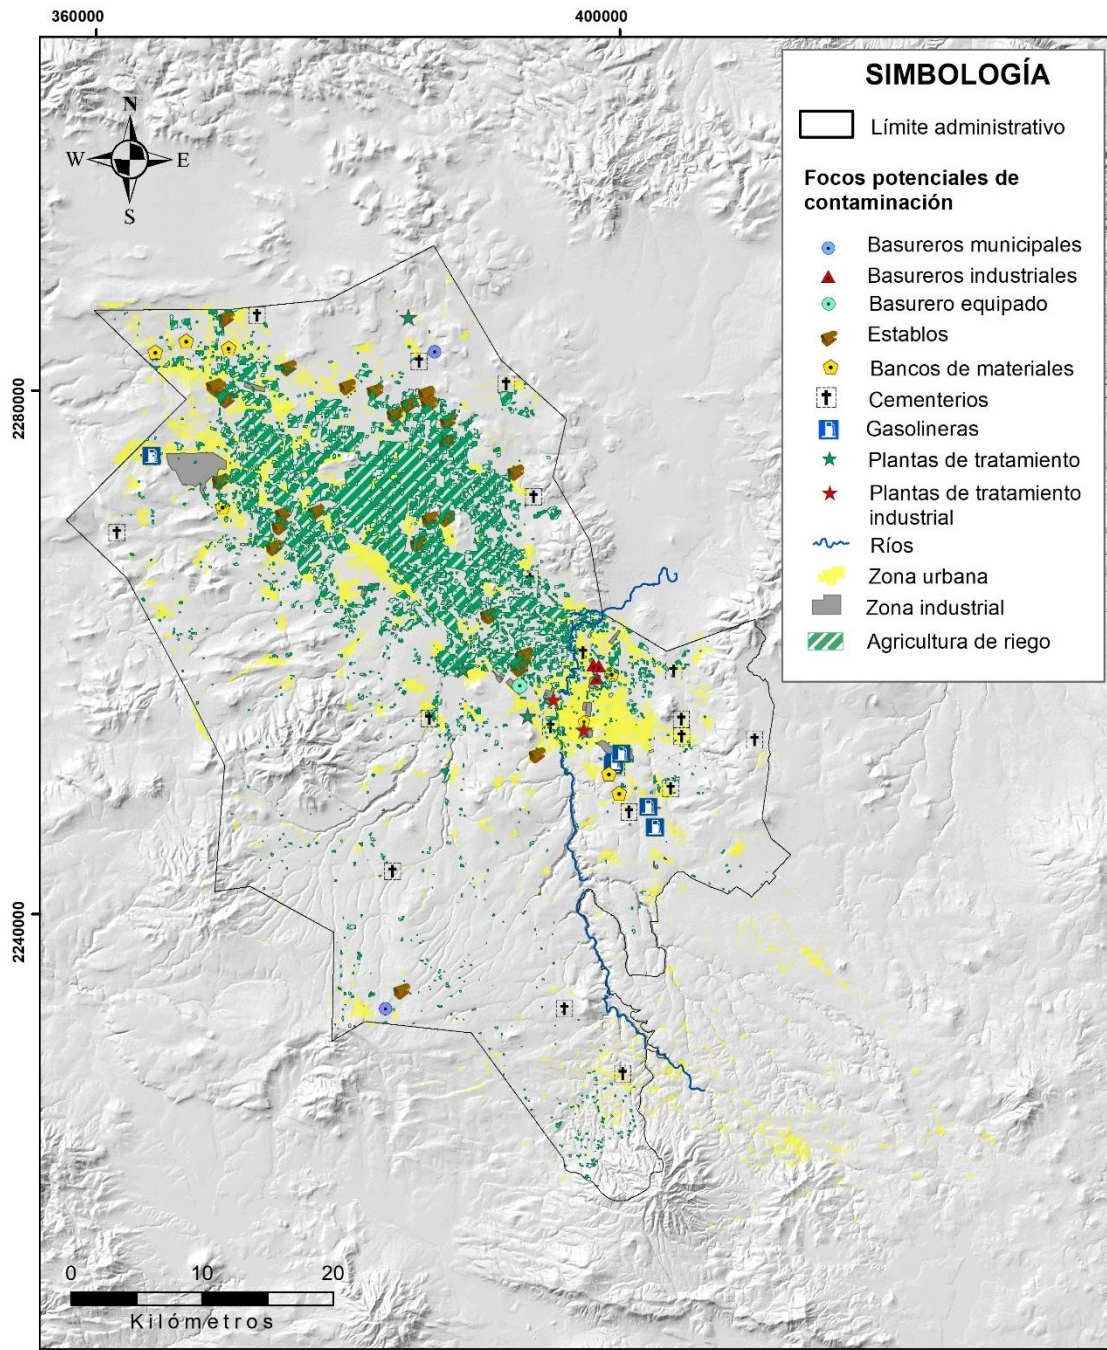 360000
400000
SIMBOLOGÍA
Límite administrativo
Focos potenciales de
contaminación
Basureros municipales
Basureros industriales
Basurero equipado
Establos
Bancos de materiales
Cementerios
Gasolineras
Plantas de tratamiento
Plantas de tratamiento
industrial
Ríos
Zona urbana
Zona industrial
Agricultura de riego
N
W
E
S
2280000
2240000
0 10 20
Kilómetros